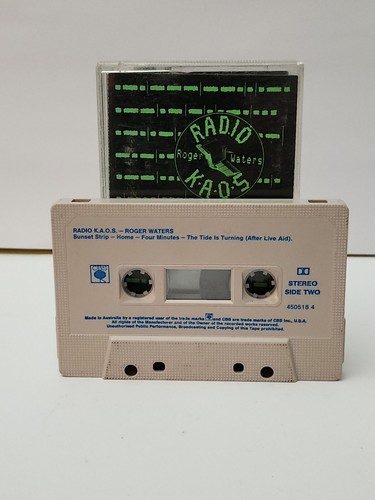 RADIO
Roger Waters
K.A.O.S
RADIO K.A.O.S. – ROGER WATERS
Sunset Strip – Home – Four Minutes – The Tide Is Turning (After Live Aid).
STEREO
SIDE TWO
450518 4
Made in Australia by a registered user of the trade marks and CBS are trade marks of CBS Inc., U.S.A.
All rights of the Manufacturer and of the Owner of the recorded works reserved.
Unauthorised Public Performance, Broadcasting and Copying of this Tape prohibited.